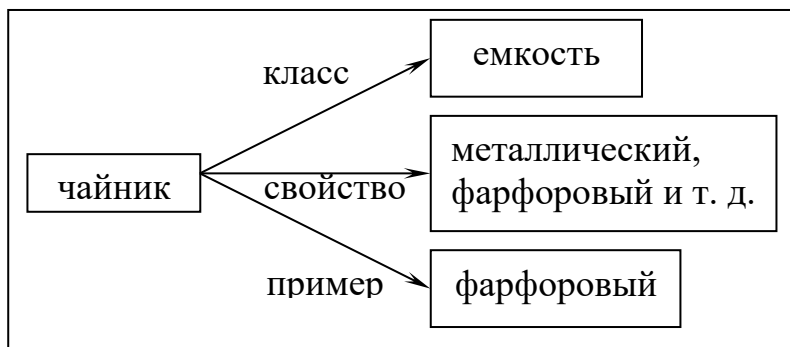 класс
емкость
чайник
свойство
металлический,
фарфоровый и т. д.
пример
фарфоровый